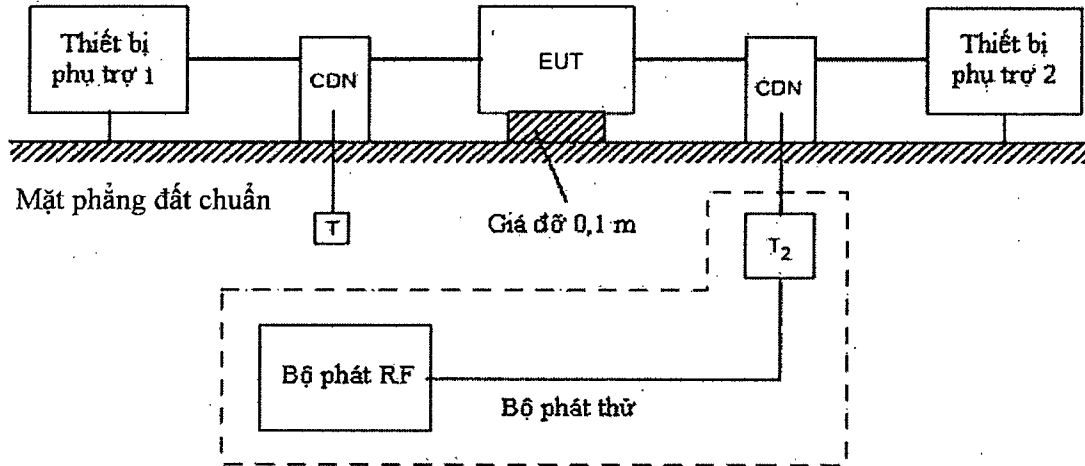 Thiết bị
phụ trợ 1
CDN
EUT
CDN
Thiết bị
phụ trợ 2
Mặt phẳng đất chuẩn
T
Giá đỡ 0,1 m
T₂
Bộ phát RF
Bộ phát thử